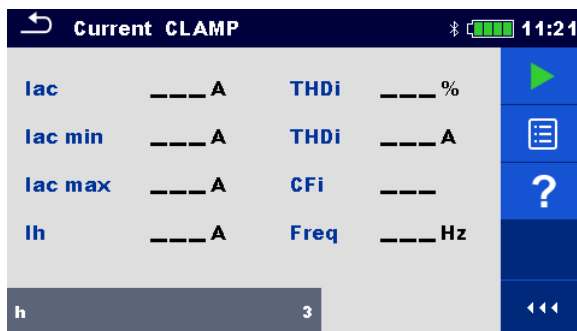 Current CLAMP 11:21
Iac ___A THDi ___%
Iac min ___A THDi ___A
Iac max ___A CFi ___
Ih ___A Freq ___Hz
?
h 3